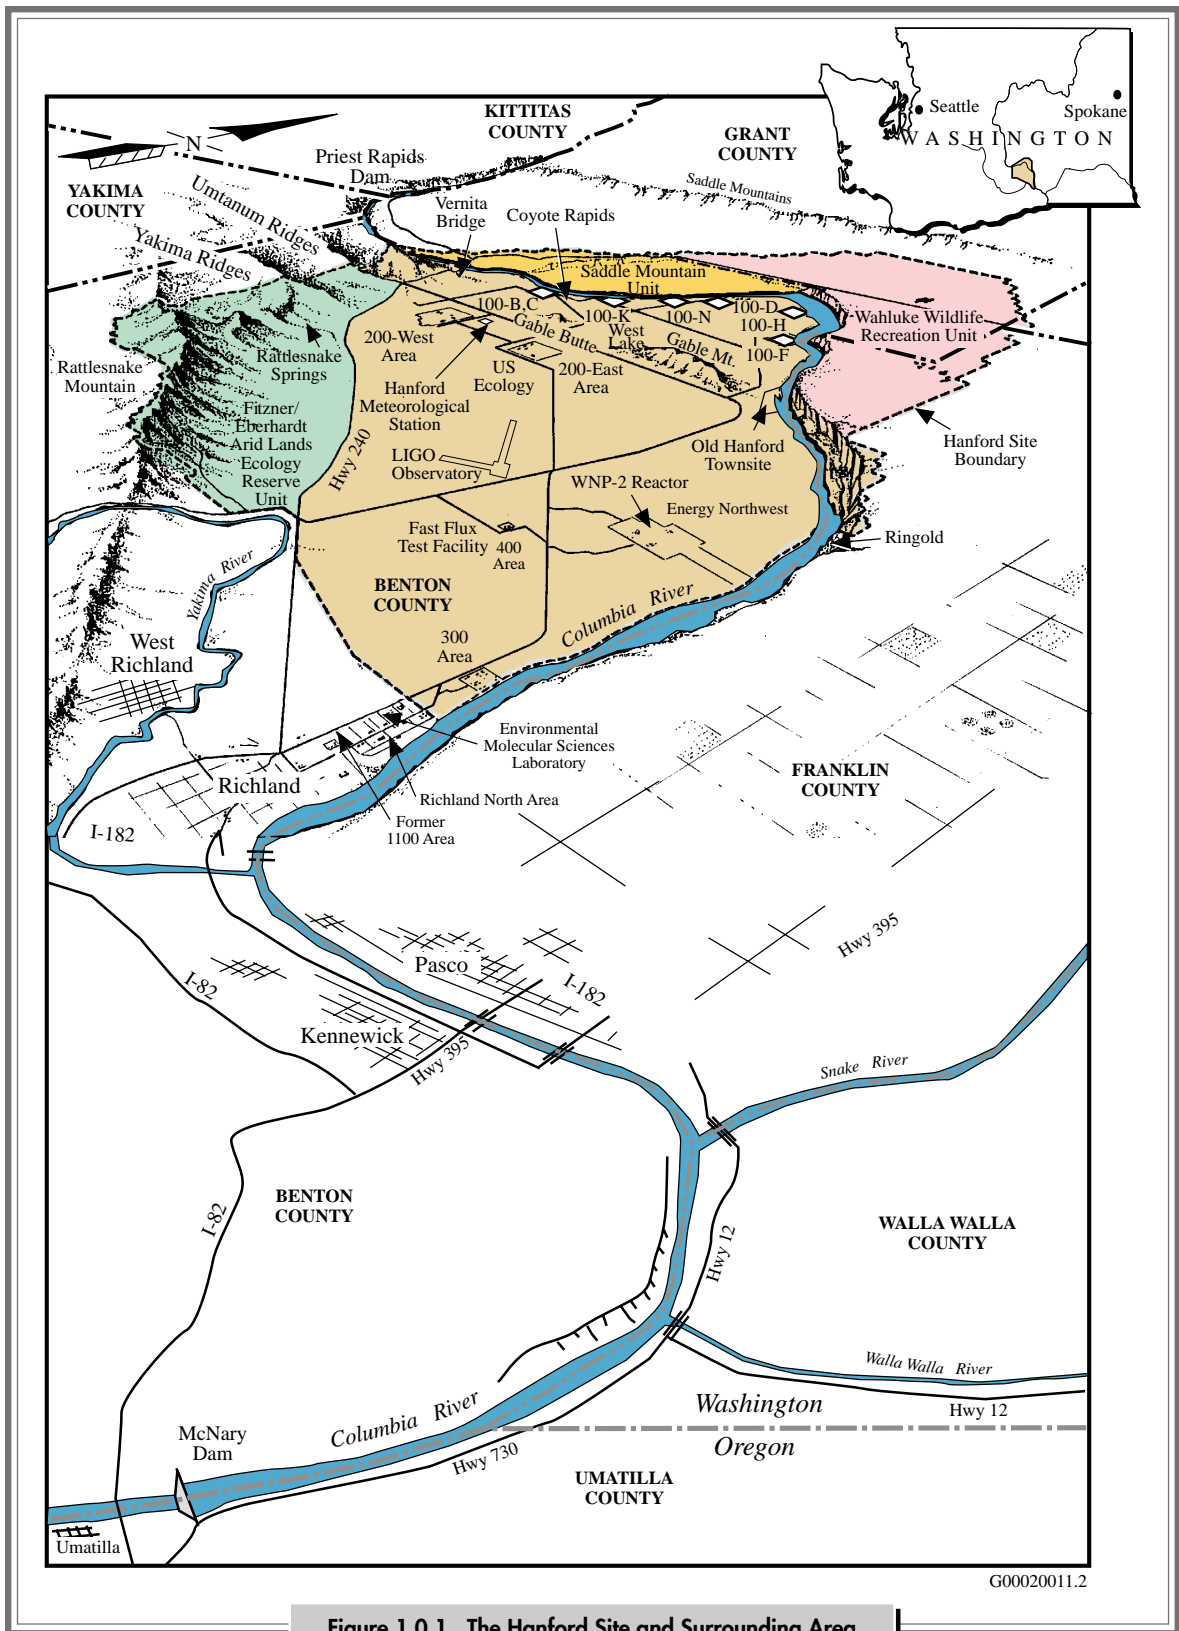 Seattle
Spokane
WASHINGTON
KITTITAS
COUNTY
GRANT
COUNTY
N
Priest Rapids
Dam
YAKIMA
COUNTY
Umtanum Ridges
Yakima Ridges
Vernita
Bridge
Coyote Rapids
Saddle Mountains
Saddle Mountain
Unit
100-B,C
100-K
100-N
100-D
100-H
100-F
Wahluke Wildlife
Recreation Unit
200-West
Area
Gable Butte
West
Lake
Gable Mt.
Rattlesnake
Mountain
Rattlesnake
Springs
US
Ecology
200-East
Area
Hanford
Meteorological
Station
Fitzner/
Eberhardt
Arid Lands
Ecology
Reserve
Unit
Hwy 240
LIGO
Observatory
Old Hanford
Townsite
Hanford Site
Boundary
WNP-2 Reactor
Energy Northwest
Fast Flux
Test Facility
400
Area
Ringold
Yakima River
BENTON
COUNTY
Columbia River
300
Area
West
Richland
Environmental
Molecular Sciences
Laboratory
FRANKLIN
COUNTY
Richland
Richland North Area
Former
1100 Area
I-182
Hwy 395
Pasco
I-182
I-82
Kennewick
Hwy 395
Snake River
BENTON
COUNTY
I-82
Hwy 12
WALLA WALLA
COUNTY
Walla Walla River
Washington
Hwy 12
Oregon
Columbia River
McNary
Dam
Hwy 730
UMATILLA
COUNTY
Umatilla
G00020011.2
Figure 1.0.1. The Hanford Site and Surrounding Area